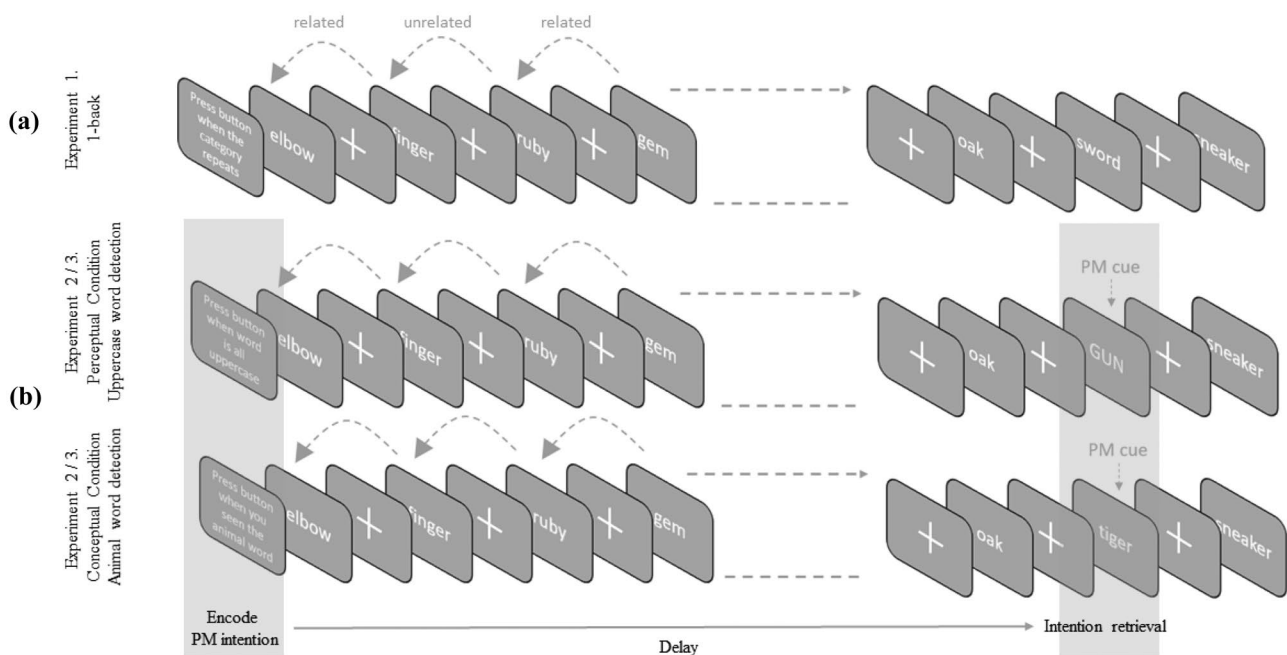 related unrelated related
(a)
Experiment 1.
1-back
Press button
when the
category
repeats
elbow
finger
ruby
gem
oak
sword
sneaker
(b)
Experiment 2 / 3.
Perceptual Condition
Uppercase word detection
Press button
when word
is all
uppercase
elbow
finger
ruby
gem
PM cue
oak
GUN
sneaker
Experiment 2 / 3.
Conceptual Condition
Animal word detection
Press button
when you
seen the
animal word
elbow
finger
ruby
gem
PM cue
oak
tiger
sneaker
Encode
PM intention
Delay
Intention retrieval